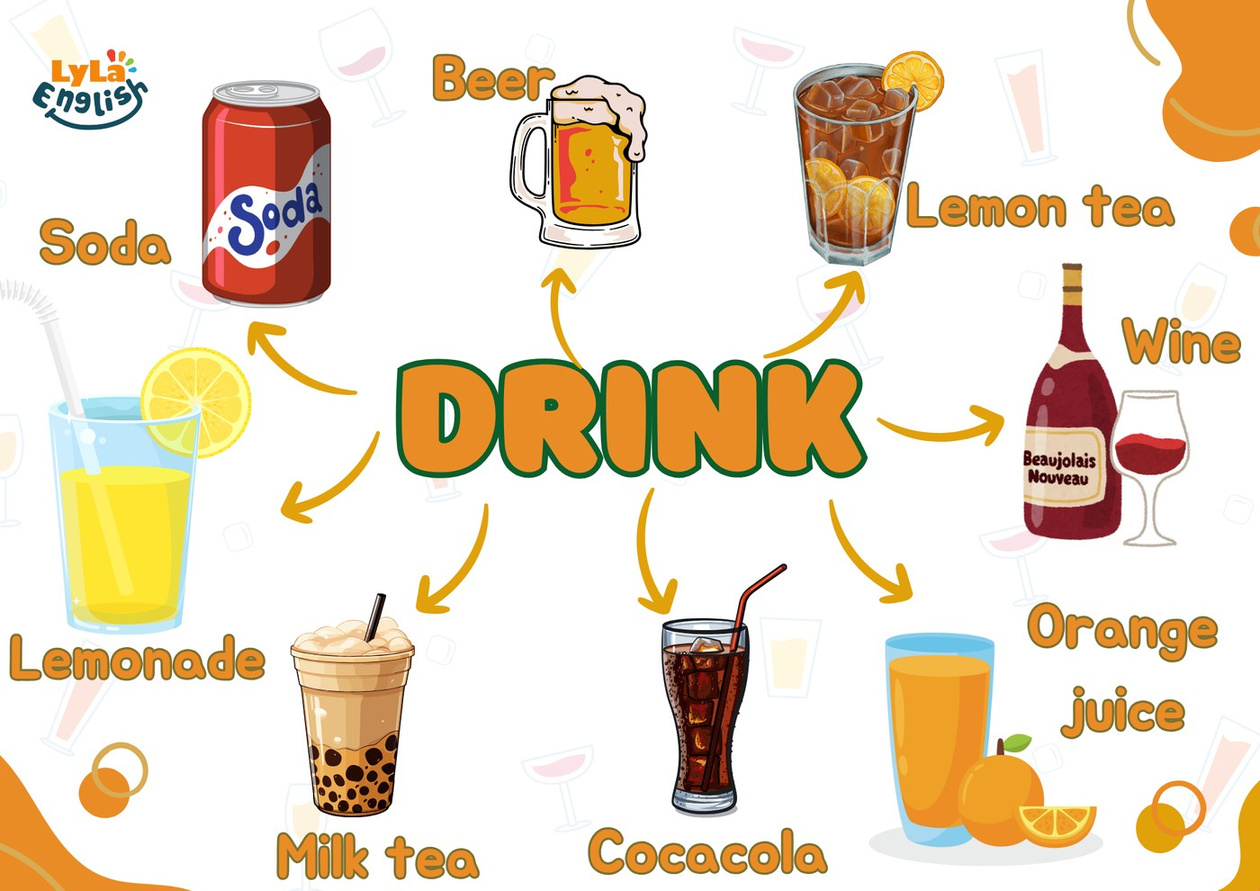 LyLa
English
Soda
Soda
Beer
Lemon tea
Wine
Beaujolais
Nouveau
DRINK
Lemonade
Milk tea
Cocacola
Orange
juice